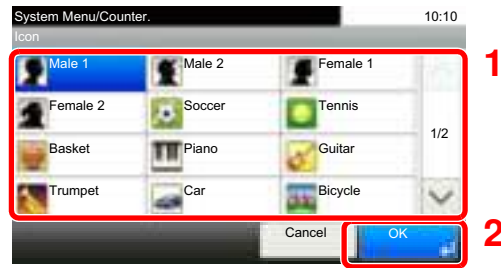 System Menu/Counter. 10:10
Icon
1
Male 1 Male 2 Female 1
Female 2 Soccer Tennis
1/2
Basket Piano Guitar
Trumpet Car Bicycle
Cancel OK 2